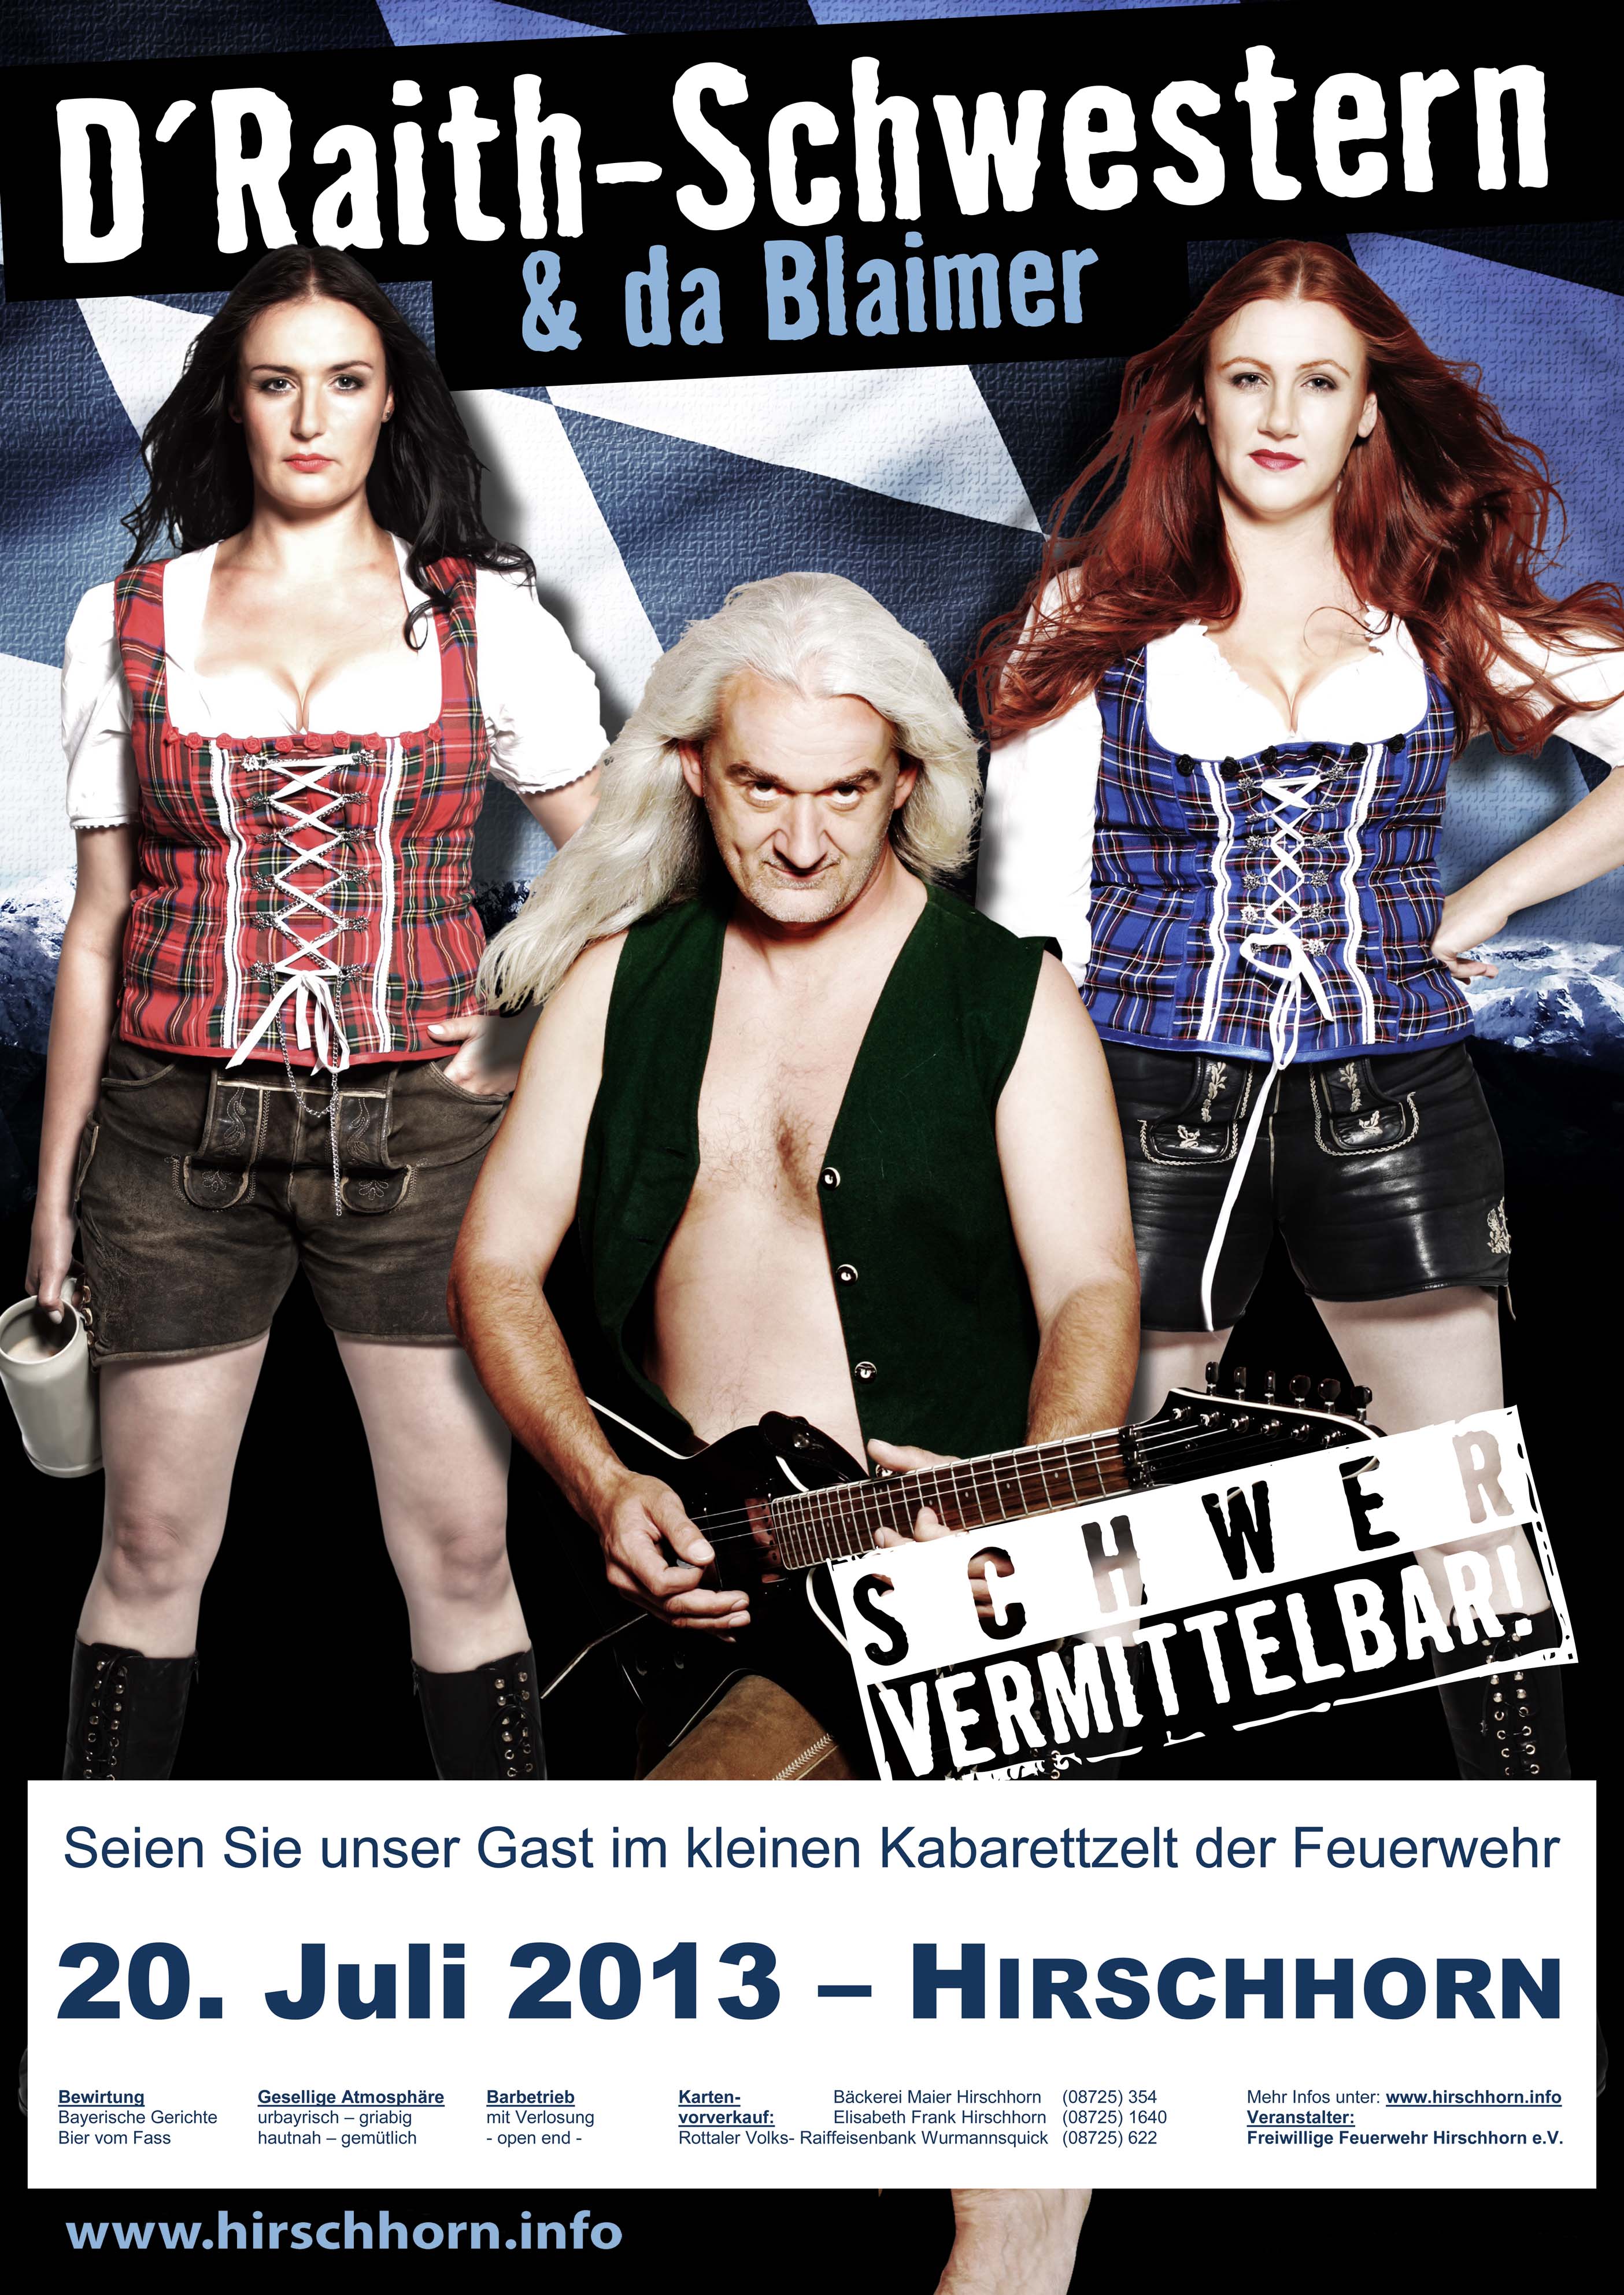 D´Raith-Schwestern
& da Blaimer
SCHWER
VERMITTELBAR!
Seien Sie unser Gast im kleinen Kabarettzelt der Feuerwehr
20. Juli 2013 – HIRSCHHORN
Bewirtung
Bayerische Gerichte
Bier vom Fass
Gesellige Atmosphäre
urbayrisch – griabig
hautnah – gemütlich
Barbetrieb
mit Verlosung
- open end -
Karten- Bäckerei Maier Hirschhorn (08725) 354
vorverkauf: Elisabeth Frank Hirschhorn (08725) 1640
Rottaler Volks- Raiffeisenbank Wurmannsquick (08725) 622
Mehr Infos unter: www.hirschhorn.info
Veranstalter:
Freiwillige Feuerwehr Hirschhorn e.V.
www.hirschhorn.info